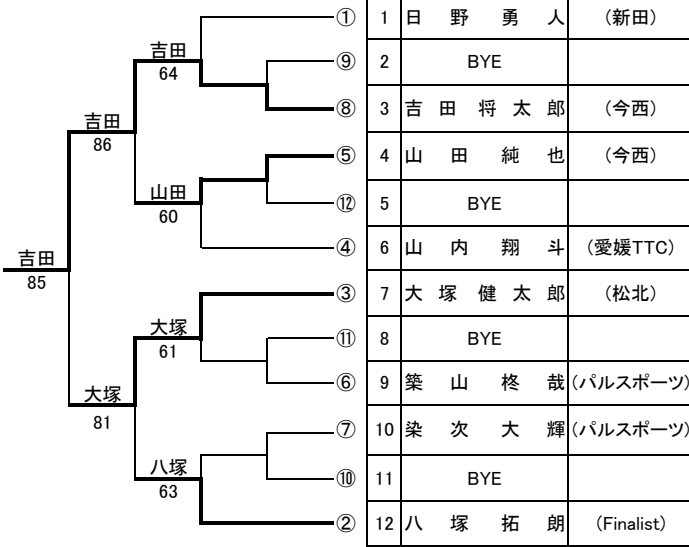 ① 1 日野勇人 (新田)
吉田
64
⑨ 2 BYE
⑧ 3 吉田将太郎 (今西)
吉田
86
⑤ 4 山田純也 (今西)
山田
60
⑫ 5 BYE
④ 6 山内翔斗 (愛媛TTC)
吉田
85
③ 7 大塚健太郎 (松北)
大塚
61
⑪ 8 BYE
⑥ 9 築山柊哉 (パルスポーツ)
大塚
81
⑦ 10 染次大輝 (パルスポーツ)
八塚
63
⑩ 11 BYE
② 12 八塚拓朗 (Finalist)